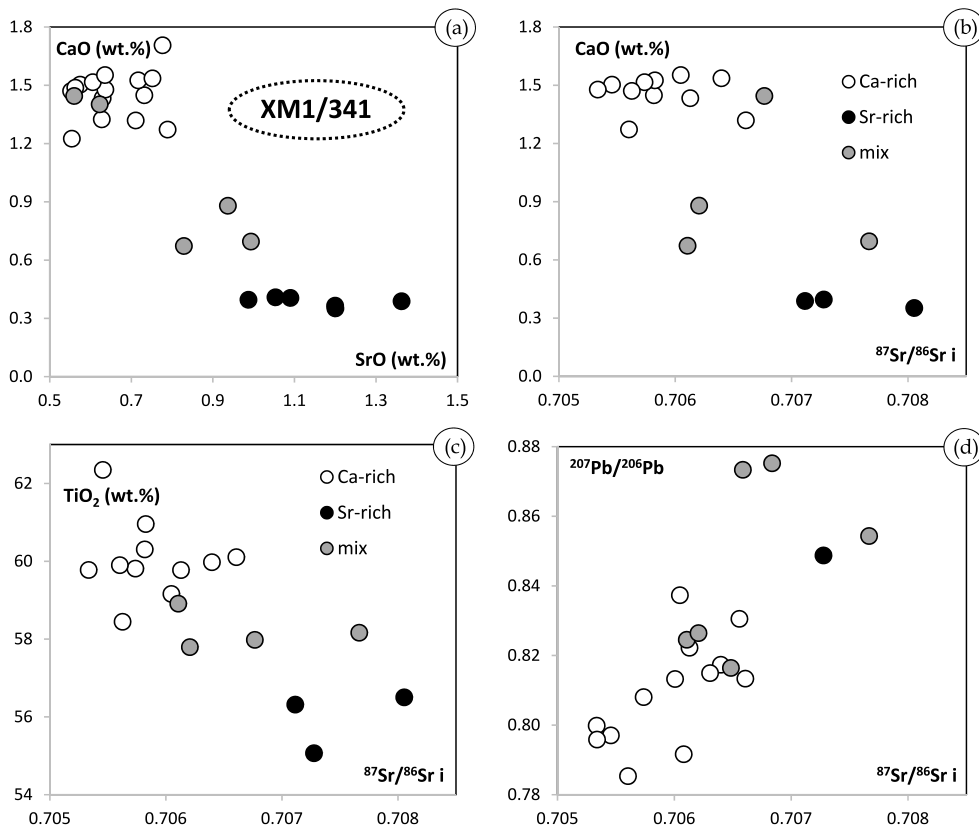 (a)
1.8
1.5
1.2
0.9
0.6
0.3
0.0
CaO (wt.%)
XM1/341
SrO (wt.%)
0.5 0.7 0.9 1.1 1.3 1.5
(b)
1.8
1.5
1.2
0.9
0.6
0.3
0.0
CaO (wt.%)
Ca-rich
Sr-rich
mix
⁸⁷Sr/⁸⁶Sr i
0.705 0.706 0.707 0.708
(c)
62
60
58
56
54
TiO₂ (wt.%)
Ca-rich
Sr-rich
mix
⁸⁷Sr/⁸⁶Sr i
0.705 0.706 0.707 0.708
(d)
0.88
0.86
0.84
0.82
0.80
0.78
²⁰⁷Pb/²⁰⁶Pb
⁸⁷Sr/⁸⁶Sr i
0.705 0.706 0.707 0.708